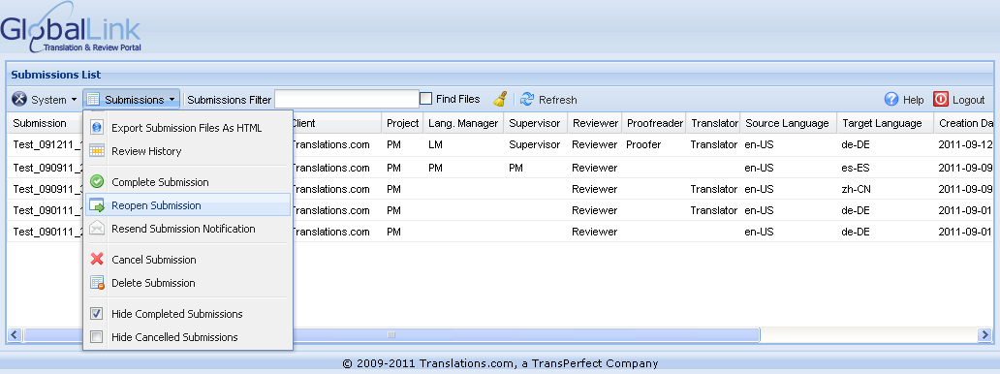 GlobalLink
Translation & Review Portal
Submissions List
System Submissions Submissions Filter Find Files Refresh Help Logout
Submission Client Project Lang. Manager Supervisor Reviewer Proofreader Translator Source Language Target Language Creation Da
Test_091211_ Translations.com PM LM Supervisor Reviewer Proofer Translator en-US de-DE 2011-09-12
Test_090911_2 Translations.com PM PM PM Reviewer en-US es-ES 2011-09-09
Test_090911_3 Translations.com PM Reviewer Translator en-US zh-CN 2011-09-09
Test_090111_1 Translations.com PM Reviewer Translator en-US de-DE 2011-09-01
Test_090111_2 Translations.com PM Reviewer en-US de-DE 2011-09-01
Export Submission Files As HTML
Review History
Complete Submission
Reopen Submission
Resend Submission Notification
Cancel Submission
Delete Submission
Hide Completed Submissions
Hide Cancelled Submissions
© 2009-2011 Translations.com, a TransPerfect Company